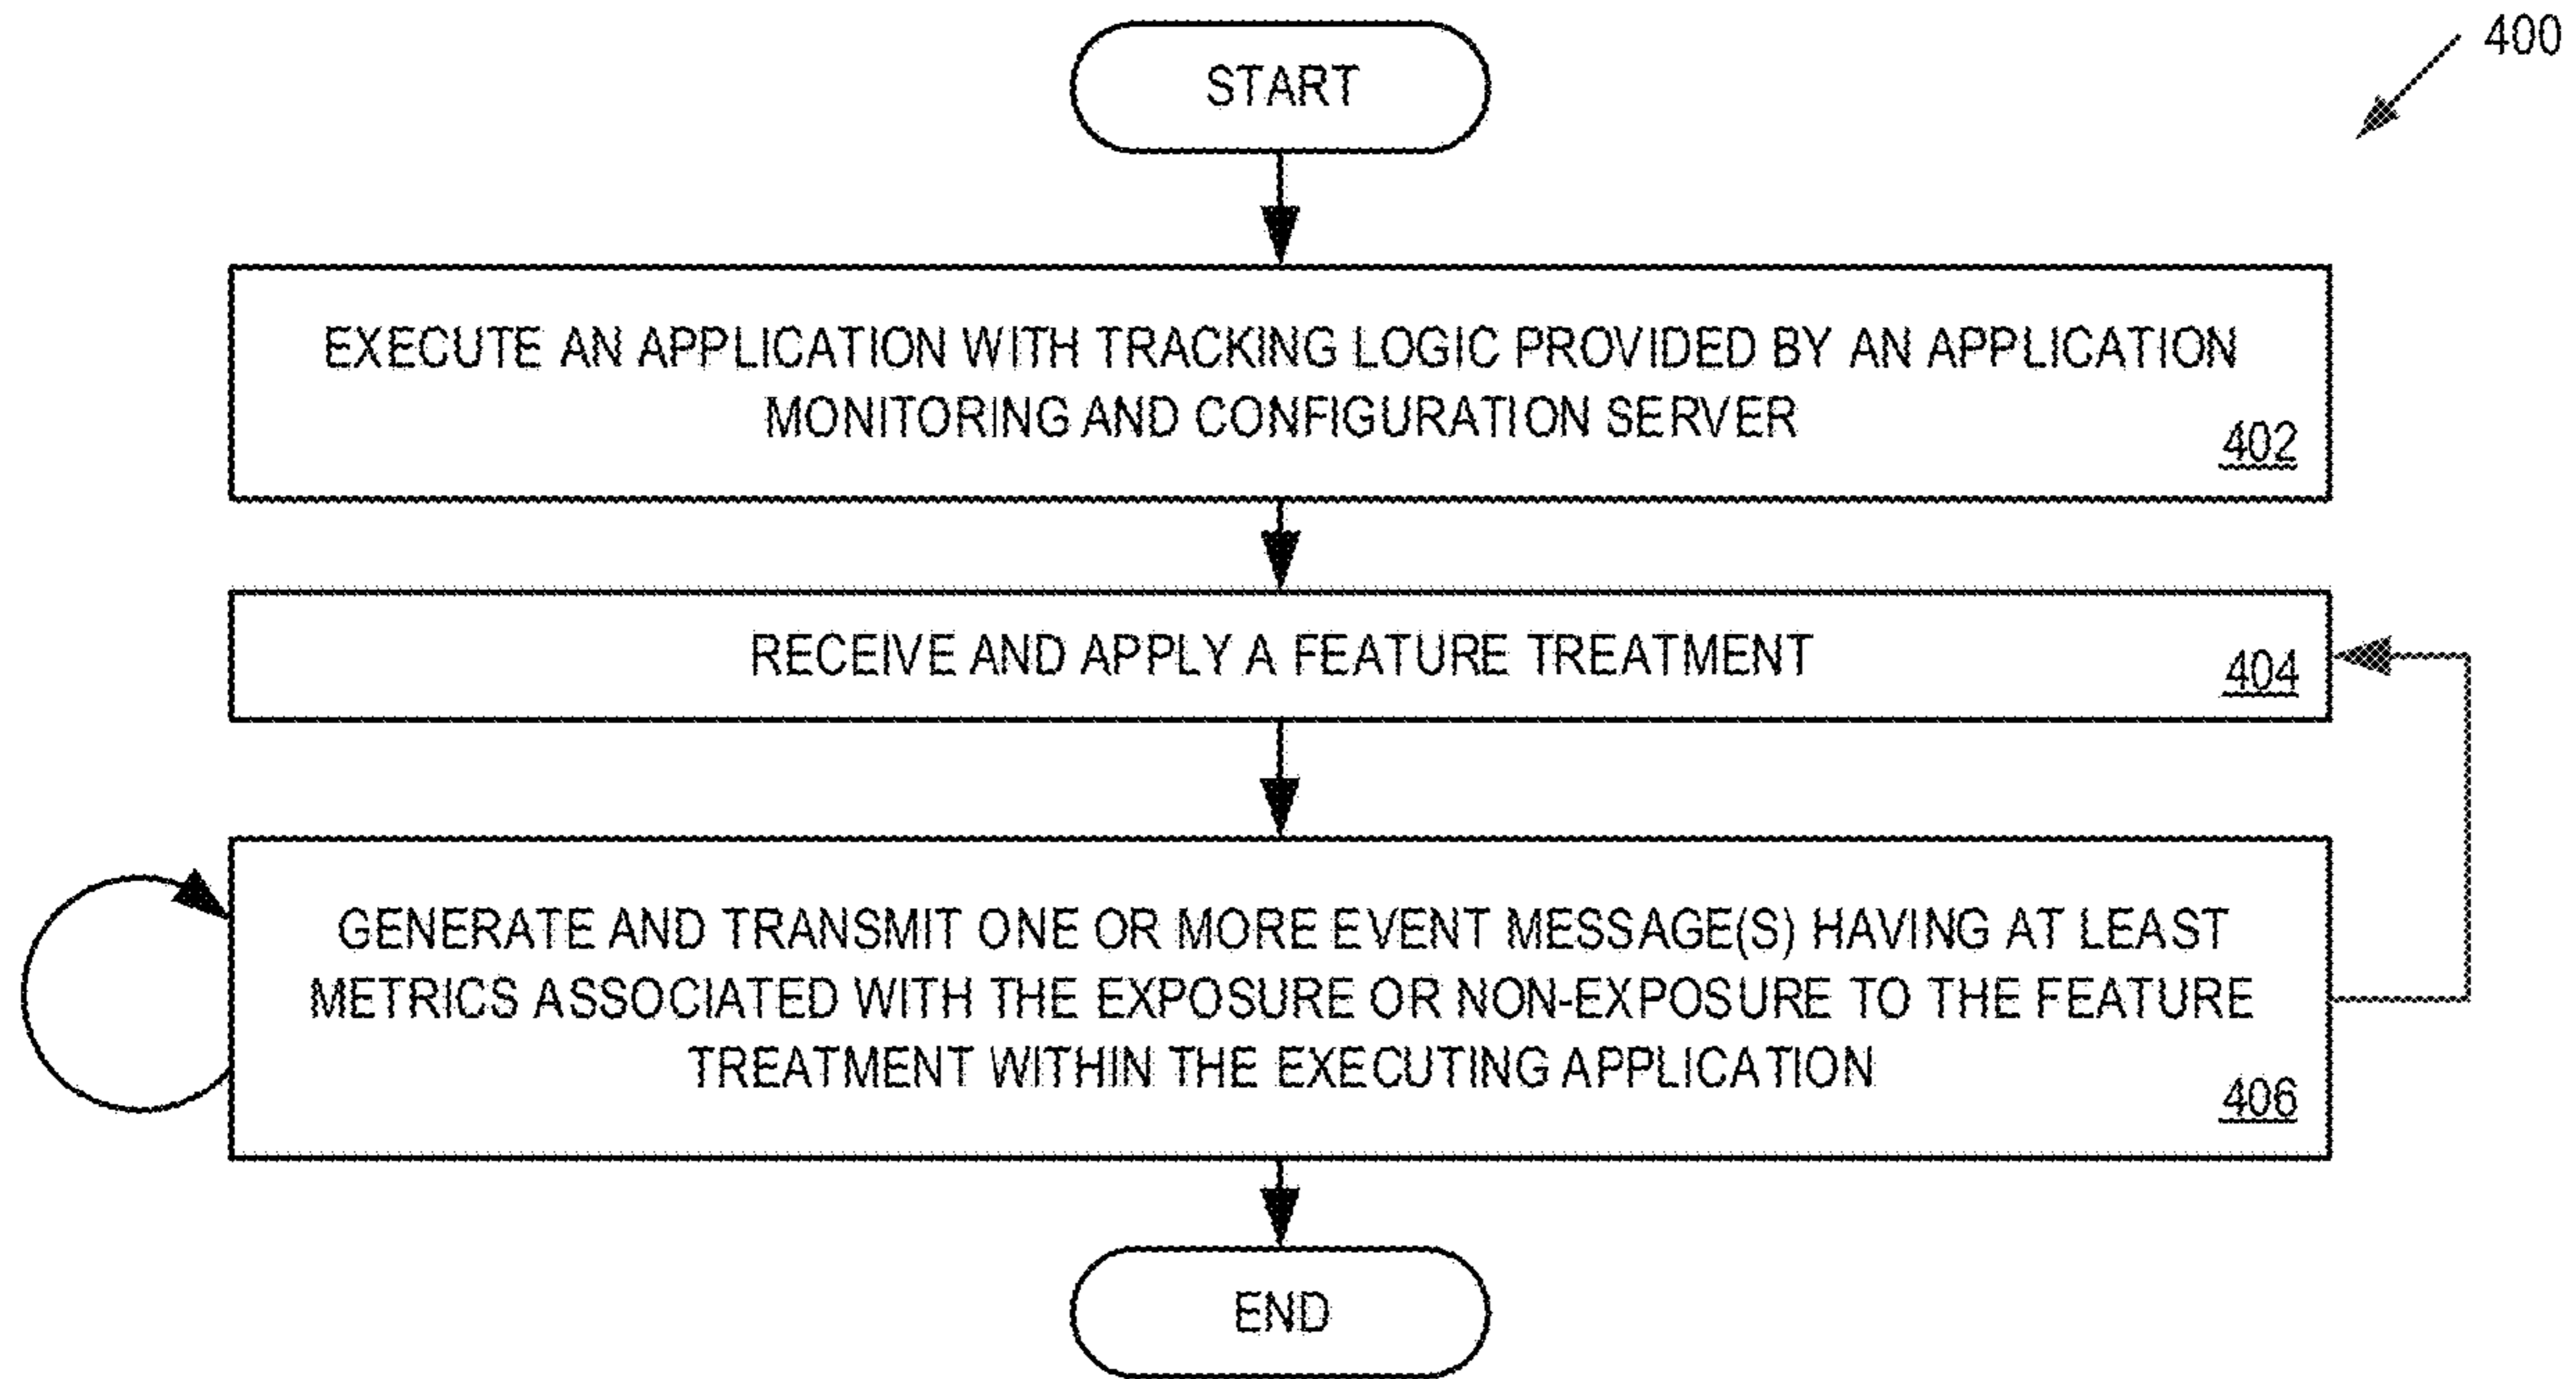 400
START
EXECUTE AN APPLICATION WITH TRACKING LOGIC PROVIDED BY AN APPLICATION
MONITORING AND CONFIGURATION SERVER
402
RECEIVE AND APPLY A FEATURE TREATMENT
404
GENERATE AND TRANSMIT ONE OR MORE EVENT MESSAGE(S) HAVING AT LEAST
METRICS ASSOCIATED WITH THE EXPOSURE OR NON-EXPOSURE TO THE FEATURE
TREATMENT WITHIN THE EXECUTING APPLICATION
406
END